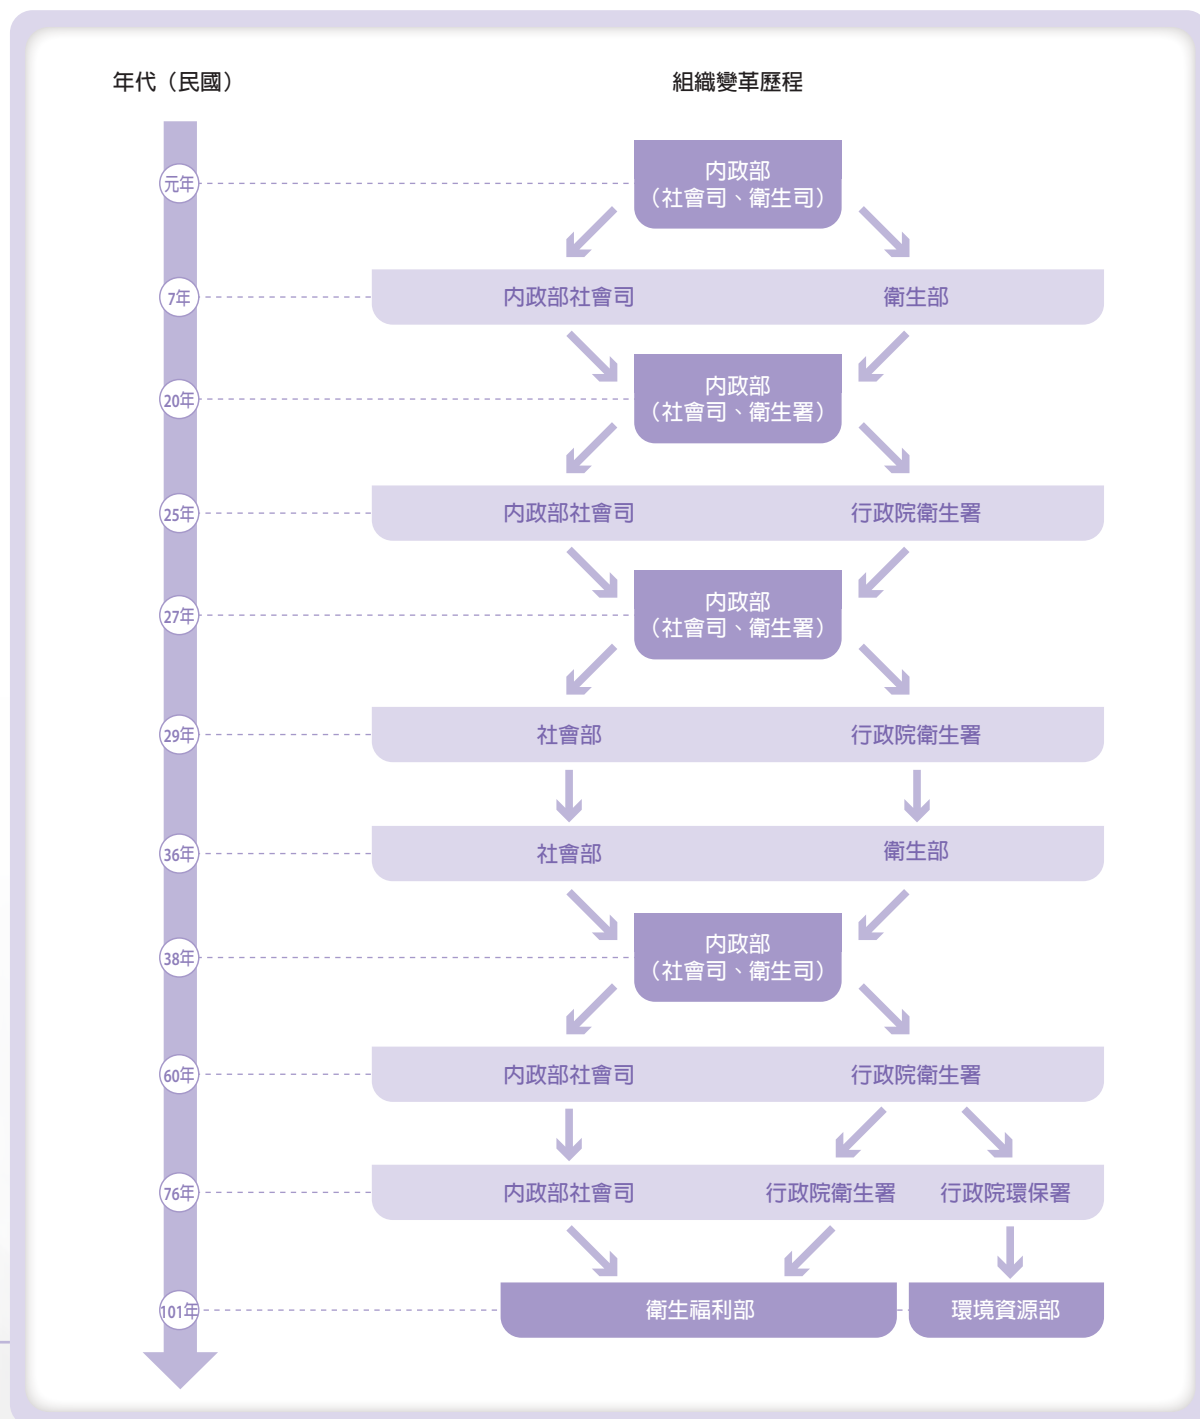 年代（民國）
組織變革歷程
元年
內政部
（社會司、衛生司）
7年
內政部社會司
衛生部
20年
內政部
（社會司、衛生署）
25年
內政部社會司
行政院衛生署
27年
內政部
（社會司、衛生署）
29年
社會部
行政院衛生署
36年
社會部
衛生部
38年
內政部
（社會司、衛生司）
60年
內政部社會司
行政院衛生署
76年
內政部社會司
行政院衛生署
行政院環保署
101年
衛生福利部
環境資源部